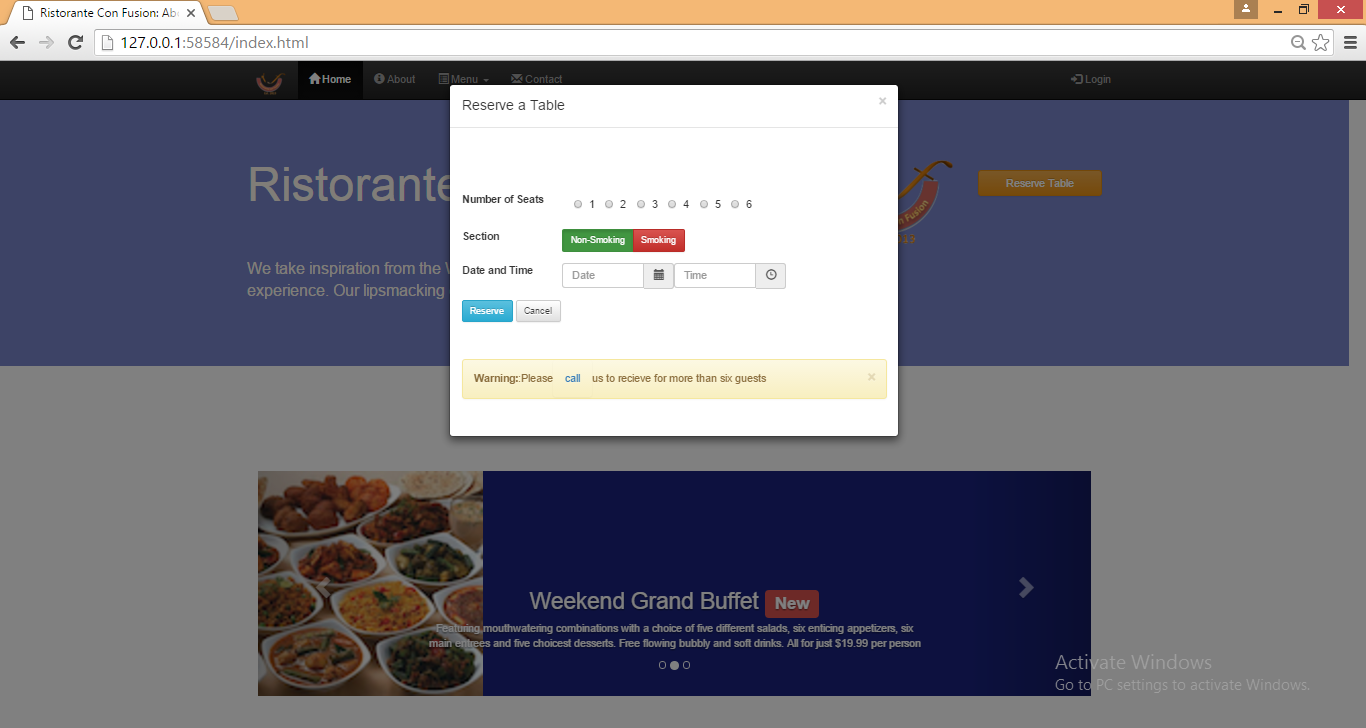 Ristorante Con Fusion: Ab
127.0.0.1:58584/index.html
Home About Menu Contact Login
Reserve a Table ×
Ristorante
Fusion
Reserve Table
Number of Seats 1 2 3 4 5 6
Section Non-Smoking Smoking
We take inspiration from the
Date and Time Date Time
experience. Our lipsmacking
Reserve Cancel
Warning:Please call us to recieve for more than six guests ×
Weekend Grand Buffet New
Featuring mouthwatering combinations with a choice of five different salads, six enticing appetizers, six
main entrees and five choicest desserts. Free flowing bubbly and soft drinks. All for just $19.99 per person
Activate Windows
Go to PC settings to activate Windows.